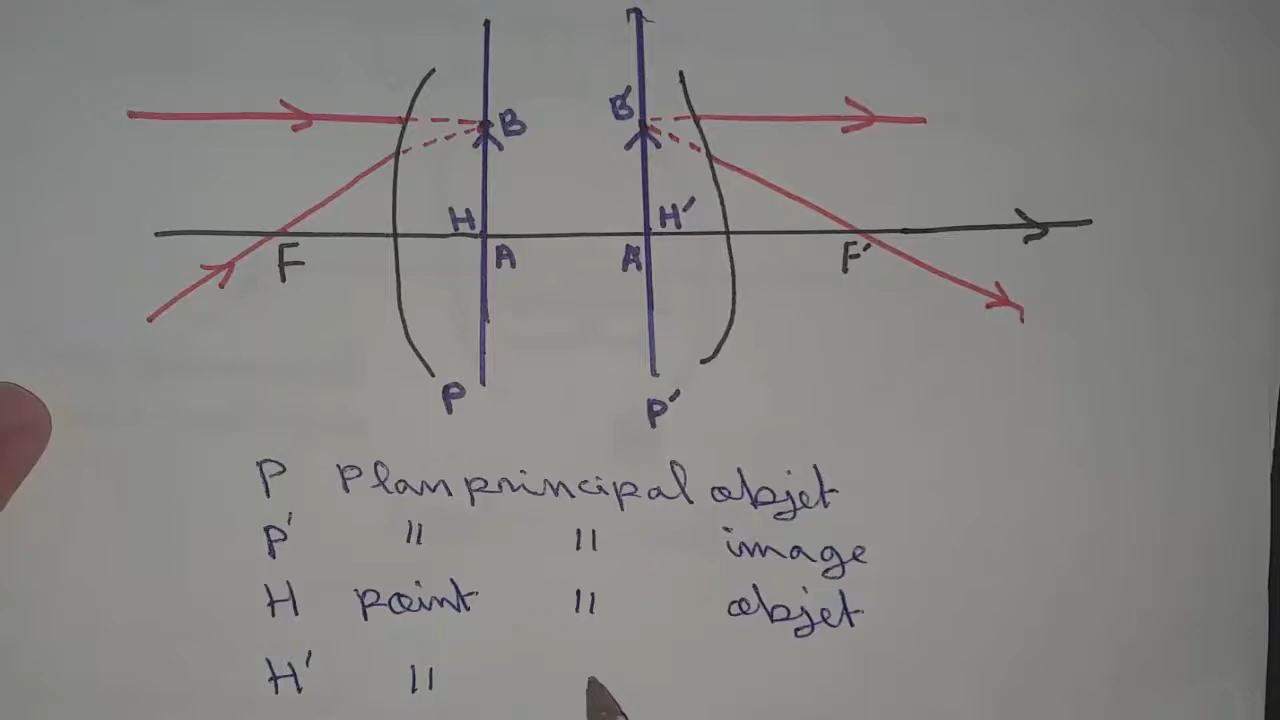 B B'
H H'
A A'
F F'
P P'
P plan principal objet
P' " " image
H point " objet
H' "